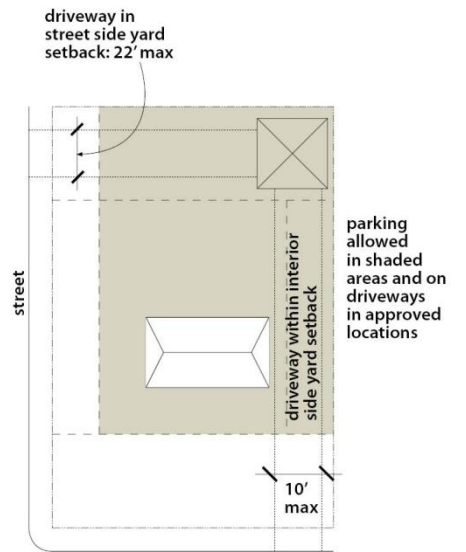 driveway in
street side yard
setback: 22' max
street
driveway within interior
side yard setback
parking
allowed
in shaded
areas and on
driveways
in approved
locations
10'
max